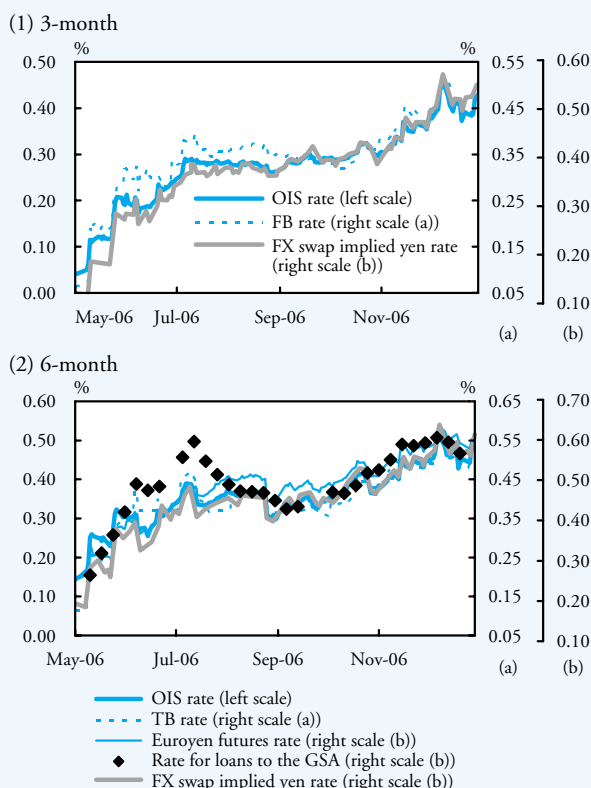 (1) 3-month
% %
0.50 0.55 0.60
0.40 0.45 0.50
0.30 0.35 0.40
0.20 0.25 0.30
0.10 0.15 0.20
0.00 0.05 0.10
OIS rate (left scale)
FB rate (right scale (a))
FX swap implied yen rate
(right scale (b))
May-06 Jul-06 Sep-06 Nov-06
(a) (b)
(2) 6-month
% %
0.60 0.65 0.70
0.50 0.55 0.60
0.40 0.45 0.50
0.30 0.35 0.40
0.20 0.25 0.30
0.10 0.15 0.20
0.00 0.05 0.10
May-06 Jul-06 Sep-06 Nov-06 (a) (b)
OIS rate (left scale)
TB rate (right scale (a))
Euroyen futures rate (right scale (b))
Rate for loans to the GSA (right scale (b))
FX swap implied yen rate (right scale (b))